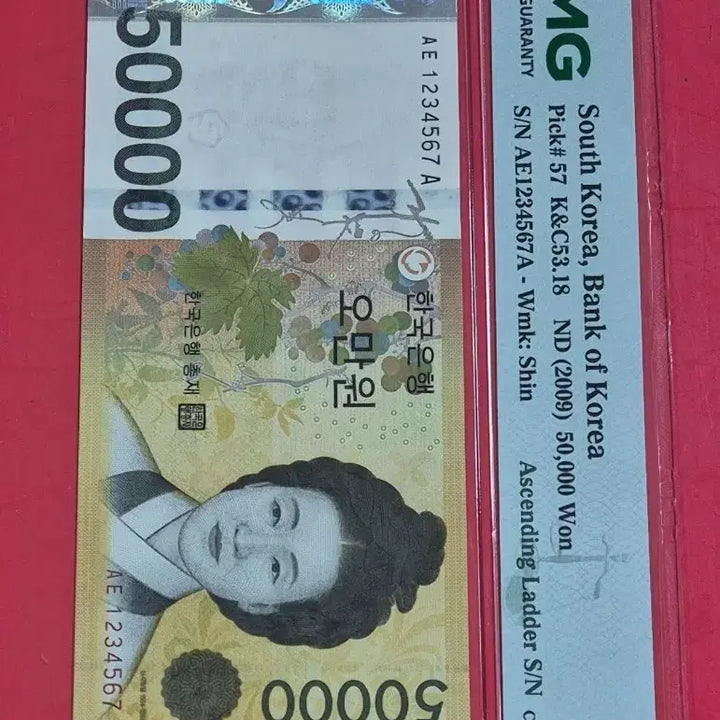 50000
AE 1234567 A
한국은행
오만원
한국은행 총재
AE 1234567
50000
MG
GUARANTY
South Korea, Bank of Korea
Pick# 57 K&C53.18 ND (2009) 50,000 Won
S/N AE1234567A - Wmk: Shin Ascending Ladder S/N